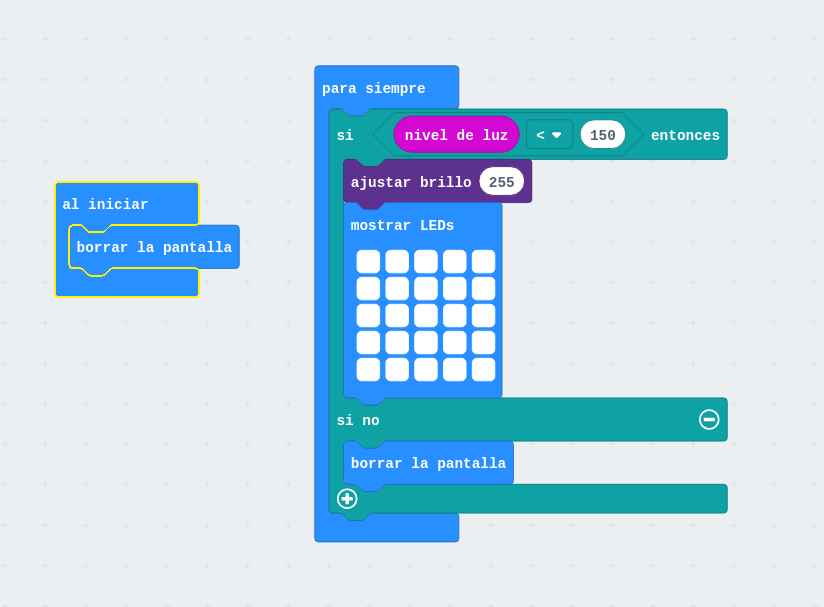 para siempre
si nivel de luz < 150 entonces
ajustar brillo 255
al iniciar
mostrar LEDs
borrar la pantalla
si no
borrar la pantalla